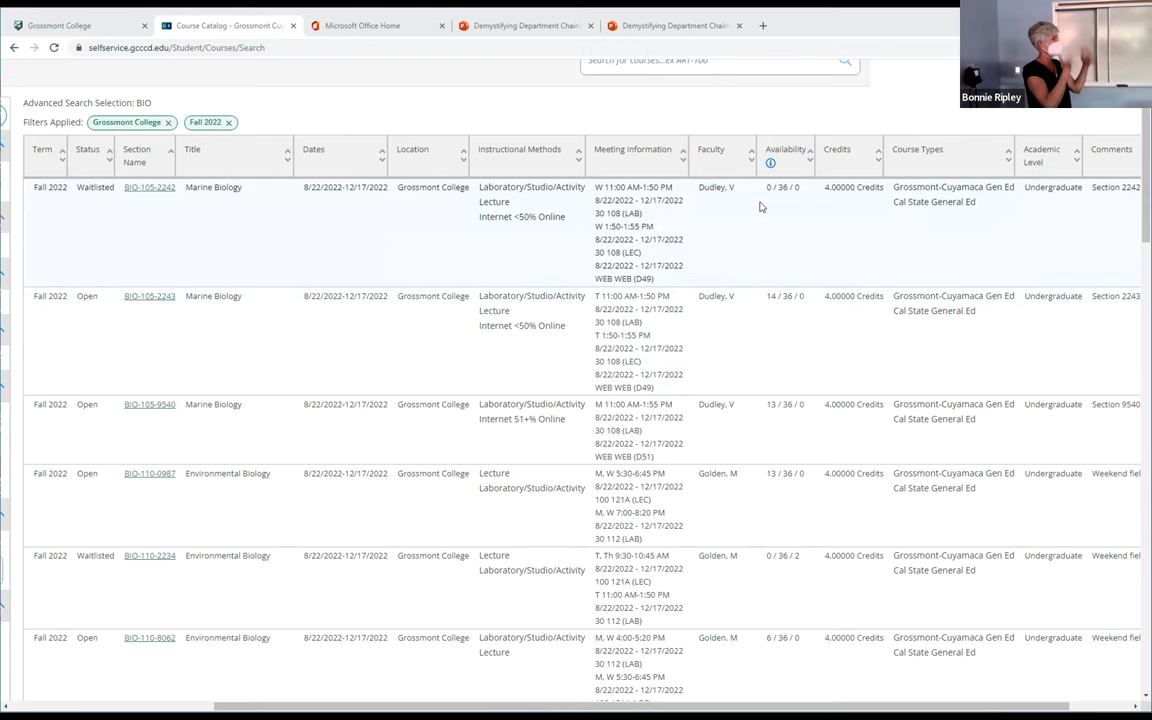 Grossmont College
Course Catalog - Grossmont Cuy
Microsoft Office Home
Demystifying Department Chairs
Demystifying Department Chairs
selfservice.gcccd.edu/Student/Courses/Search
Bonnie Ripley
Search for courses...ex ART-100
Advanced Search Selection: BIO
Filters Applied: Grossmont College Fall 2022
Term Status Section Name Title Dates Location Instructional Methods Meeting Information Faculty Availability Credits Course Types Academic Level Comments
Fall 2022 Waitlisted BIO-105-2242 Marine Biology 8/22/2022-12/17/2022 Grossmont College Laboratory/Studio/Activity W 11:00 AM-1:50 PM Dudley, V 0 / 36 / 0 4.00000 Credits Grossmont-Cuyamaca Gen Ed Undergraduate Section 2242
Lecture 8/22/2022 - 12/17/2022 Cal State General Ed
Internet <50% Online 30 108 (LAB)
W 1:50-1:55 PM
8/22/2022 - 12/17/2022
30 108 (LEC)
8/22/2022 - 12/17/2022
WEB WEB (D49)
Fall 2022 Open BIO-105-2243 Marine Biology 8/22/2022-12/17/2022 Grossmont College Laboratory/Studio/Activity T 11:00 AM-1:50 PM Dudley, V 14 / 36 / 0 4.00000 Credits Grossmont-Cuyamaca Gen Ed Undergraduate Section 2243
Lecture 8/22/2022 - 12/17/2022 Cal State General Ed
Internet <50% Online 30 108 (LAB)
T 1:50-1:55 PM
8/22/2022 - 12/17/2022
30 108 (LEC)
8/22/2022 - 12/17/2022
WEB WEB (D49)
Fall 2022 Open BIO-105-9540 Marine Biology 8/22/2022-12/17/2022 Grossmont College Laboratory/Studio/Activity M 11:00 AM-1:55 PM Dudley, V 13 / 36 / 0 4.00000 Credits Grossmont-Cuyamaca Gen Ed Undergraduate Section 9540
Internet 51+% Online 8/22/2022 - 12/17/2022 Cal State General Ed
30 108 (LAB)
8/22/2022 - 12/17/2022
WEB WEB (D51)
Fall 2022 Open BIO-110-0987 Environmental Biology 8/22/2022-12/17/2022 Grossmont College Lecture M, W 5:30-6:45 PM Golden, M 13 / 36 / 0 4.00000 Credits Grossmont-Cuyamaca Gen Ed Undergraduate Weekend fiel
Laboratory/Studio/Activity 8/22/2022 - 12/17/2022 Cal State General Ed
100 121A (LEC)
M, W 7:00-8:20 PM
8/22/2022 - 12/17/2022
30 112 (LAB)
Fall 2022 Waitlisted BIO-110-2234 Environmental Biology 8/22/2022-12/17/2022 Grossmont College Lecture T, Th 9:30-10:45 AM Golden, M 0 / 36 / 2 4.00000 Credits Grossmont-Cuyamaca Gen Ed Undergraduate Weekend fiel
Laboratory/Studio/Activity 8/22/2022 - 12/17/2022 Cal State General Ed
100 121A (LEC)
T 11:00 AM-1:50 PM
8/22/2022 - 12/17/2022
30 112 (LAB)
Fall 2022 Open BIO-110-8062 Environmental Biology 8/22/2022-12/17/2022 Grossmont College Laboratory/Studio/Activity M, W 4:00-5:20 PM Golden, M 6 / 36 / 0 4.00000 Credits Grossmont-Cuyamaca Gen Ed Undergraduate Weekend fiel
Lecture 8/22/2022 - 12/17/2022 Cal State General Ed
30 112 (LAB)
M, W 5:30-6:45 PM
8/22/2022 - 12/17/2022